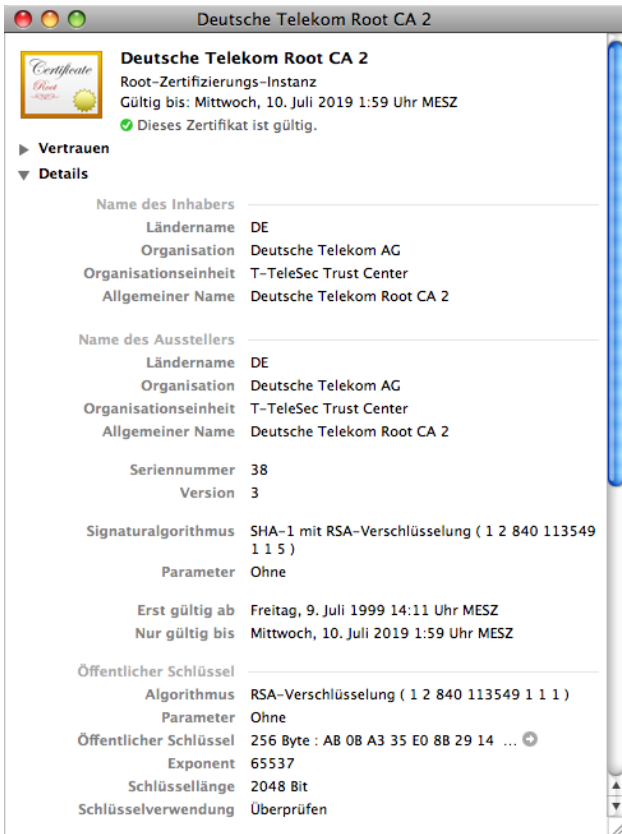 Deutsche Telekom Root CA 2
Certificate
Root
Deutsche Telekom Root CA 2
Root-Zertifizierungs-Instanz
Gültig bis: Mittwoch, 10. Juli 2019 1:59 Uhr MESZ
Dieses Zertifikat ist gültig.
Vertrauen
Details
Name des Inhabers
Ländername DE
Organisation Deutsche Telekom AG
Organisationseinheit T-TeleSec Trust Center
Allgemeiner Name Deutsche Telekom Root CA 2
Name des Ausstellers
Ländername DE
Organisation Deutsche Telekom AG
Organisationseinheit T-TeleSec Trust Center
Allgemeiner Name Deutsche Telekom Root CA 2
Seriennummer 38
Version 3
Signaturalgorithmus SHA-1 mit RSA-Verschlüsselung ( 1 2 840 113549
1 1 5 )
Parameter Ohne
Erst gültig ab Freitag, 9. Juli 1999 14:11 Uhr MESZ
Nur gültig bis Mittwoch, 10. Juli 2019 1:59 Uhr MESZ
Öffentlicher Schlüssel
Algorithmus RSA-Verschlüsselung ( 1 2 840 113549 1 1 1 )
Parameter Ohne
Öffentlicher Schlüssel 256 Byte : AB 0B A3 35 E0 8B 29 14 ...
Exponent 65537
Schlüssellänge 2048 Bit
Schlüsselverwendung Überprüfen